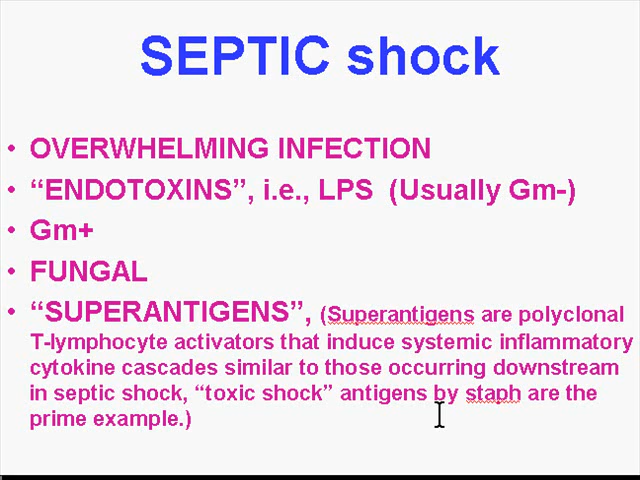 SEPTIC shock
• OVERWHELMING INFECTION
• “ENDOTOXINS”, i.e., LPS (Usually Gm-)
• Gm+
• FUNGAL
• “SUPERANTIGENS”, (Superantigens are polyclonal
T-lymphocyte activators that induce systemic inflammatory
cytokine cascades similar to those occurring downstream
in septic shock, “toxic shock” antigens by staph are the
prime example.)